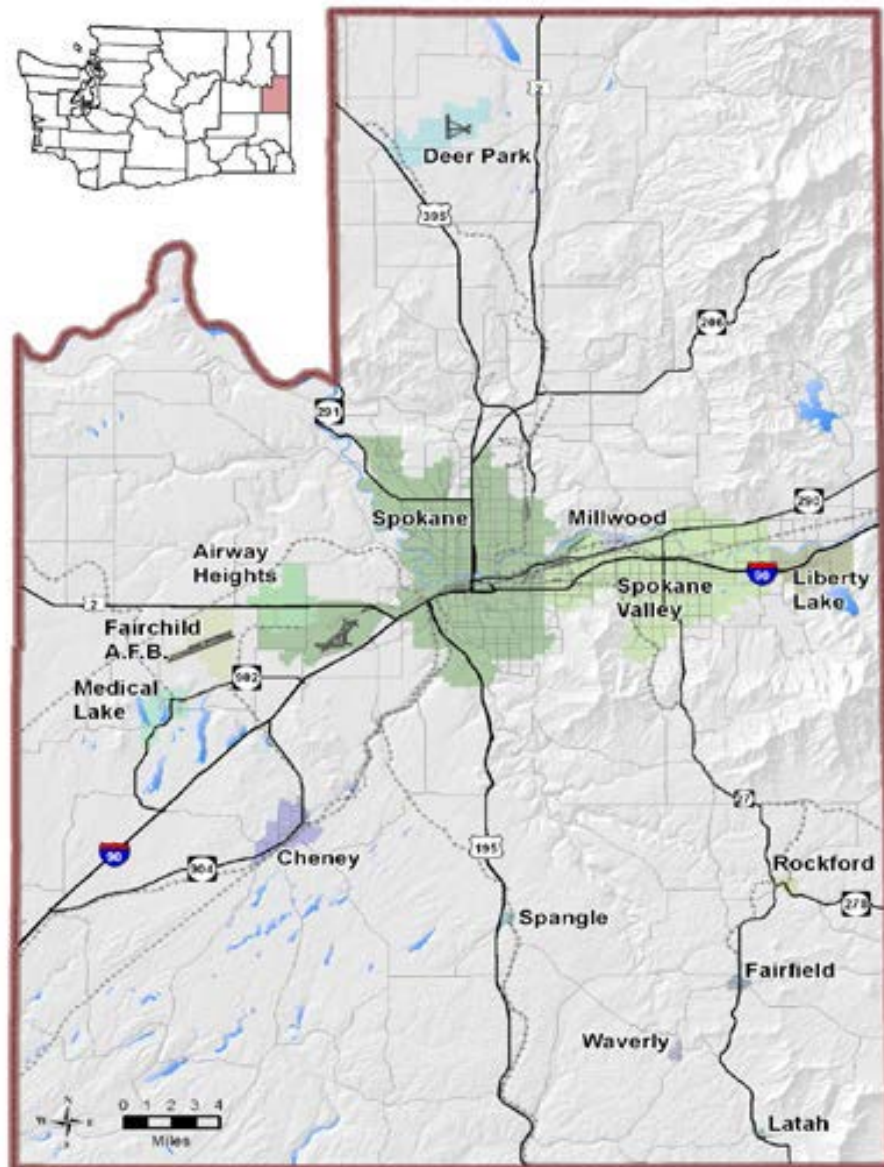 2
Deer Park
395
206
291
290
Spokane
Millwood
Airway
Heights
90
Liberty
Lake
Spokane
Valley
2
Fairchild
A.F.B.
902
Medical
Lake
27
90
195
904
Cheney
Rockford
278
Spangle
Fairfield
Waverly
N
W E
S
0 1 2 3 4
Miles
Latah